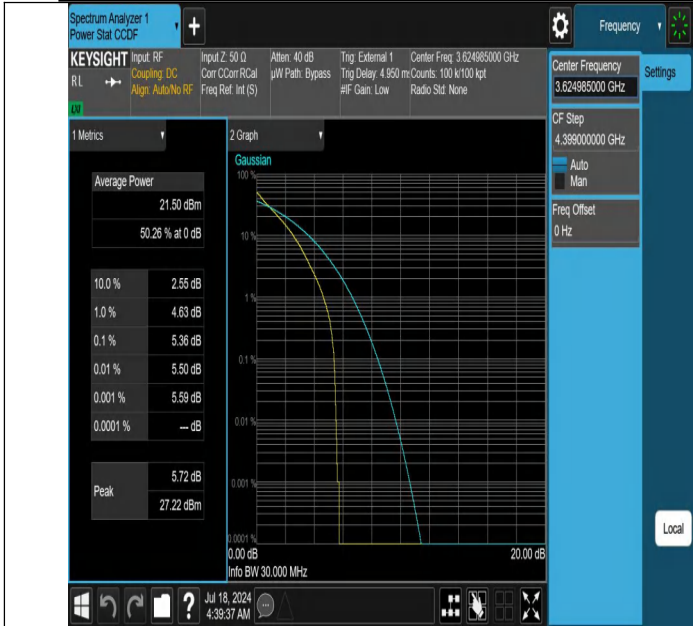 Spectrum Analyzer 1
Power Stat CCDF
+
Frequency
KEYSIGHT
RL
LXI
Input: RF
Coupling: DC
Align: Auto/No RF
Input Z: 50 Ω
Corr CCorr RCal
Freq Ref: Int (S)
Atten: 40 dB
µW Path: Bypass
Trig: External 1
Trig Delay: 4.950 ms
#IF Gain: Low
Center Freq: 3.624985000 GHz
Counts: 100 k/100 kpt
Radio Std: None
Center Frequency
3.624985000 GHz
Settings
CF Step
4.399000000 GHz
Auto
Man
Freq Offset
0 Hz
Local
1 Metrics
Average Power
21.50 dBm
50.26 % at 0 dB
10.0 % 2.55 dB
1.0 % 4.63 dB
0.1 % 5.36 dB
0.01 % 5.50 dB
0.001 % 5.59 dB
0.0001 % --- dB
Peak
5.72 dB
27.22 dBm
2 Graph
Gaussian
100 %
10 %
1 %
0.1 %
0.01 %
0.001 %
0.0001 %
0.00 dB 20.00 dB
Info BW 30.000 MHz
?
Jul 18, 2024
4:39:37 AM